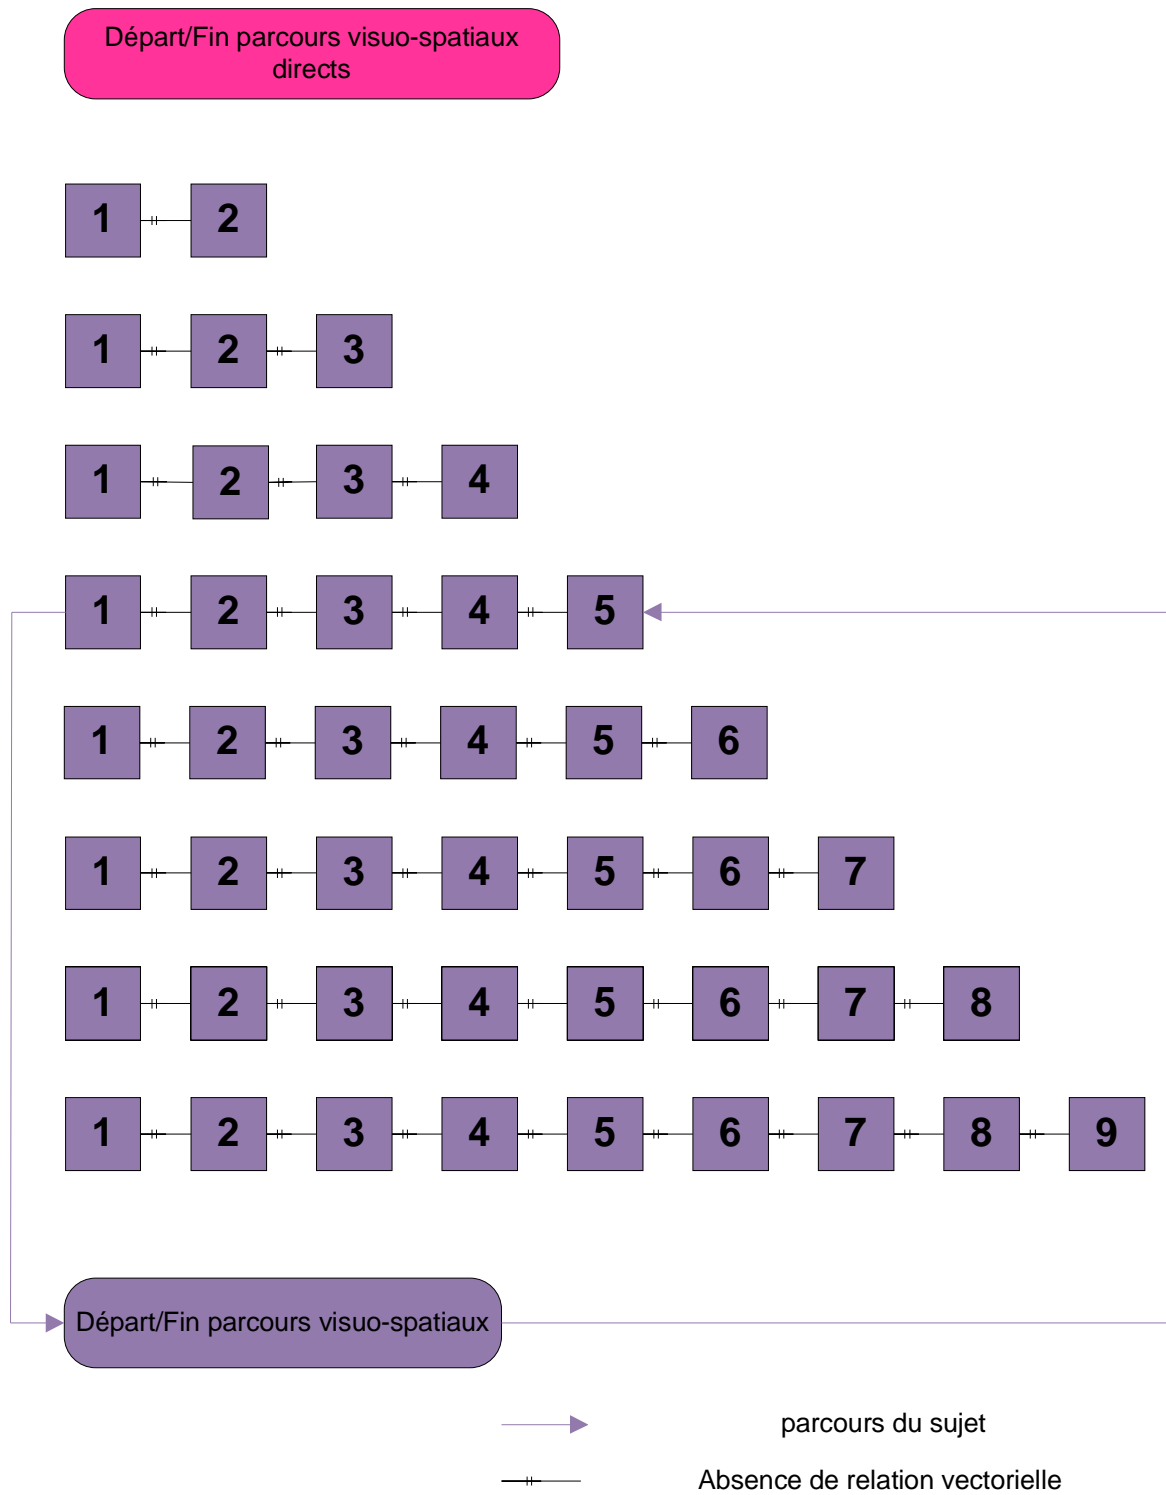 Départ/Fin parcours visuo-spatiaux
directs
1 2
1 2 3
1 2 3 4
1 2 3 4 5
1 2 3 4 5 6
1 2 3 4 5 6 7
1 2 3 4 5 6 7 8
1 2 3 4 5 6 7 8 9
Départ/Fin parcours visuo-spatiaux
parcours du sujet
Absence de relation vectorielle